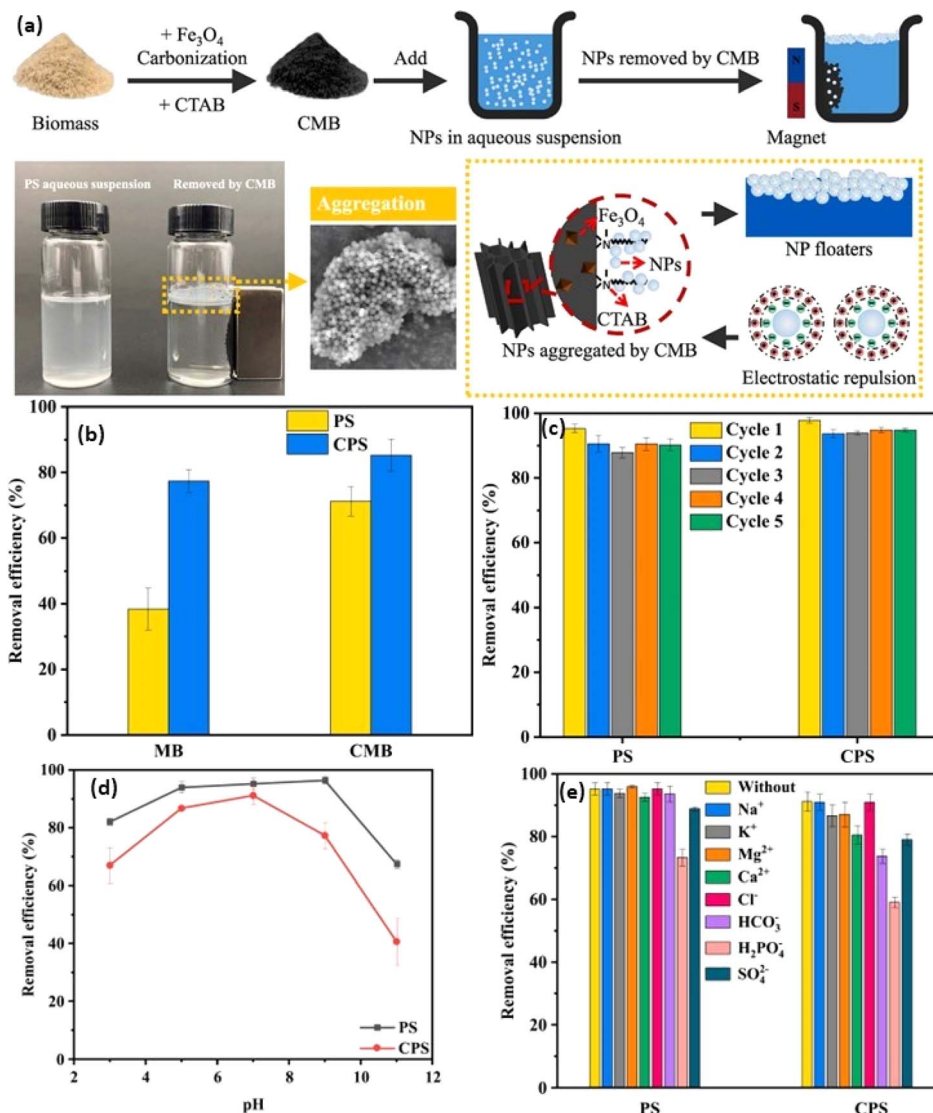 (a)
+ Fe₃O₄
Carbonization
+ CTAB
Biomass
CMB
Add
NPs in aqueous suspension
NPs removed by CMB
N
S
Magnet
PS aqueous suspension
Removed by CMB
Aggregation
Fe₃O₄
N
NPs
N
CTAB
NPs aggregated by CMB
NP floaters
Electrostatic repulsion
(b)
PS
CPS
Removal efficiency (%)
100
80
60
40
20
0
MB
CMB
(c)
Cycle 1
Cycle 2
Cycle 3
Cycle 4
Cycle 5
Removal efficiency (%)
100
80
60
40
20
0
PS
CPS
(d)
PS
CPS
Removal efficiency (%)
100
80
60
40
20
0
2
4
6
8
10
12
pH
(e)
Without
Na⁺
K⁺
Mg²⁺
Ca²⁺
Cl⁻
HCO₃⁻
H₂PO₄⁻
SO₄²⁻
Removal efficiency (%)
100
80
60
40
20
0
PS
CPS